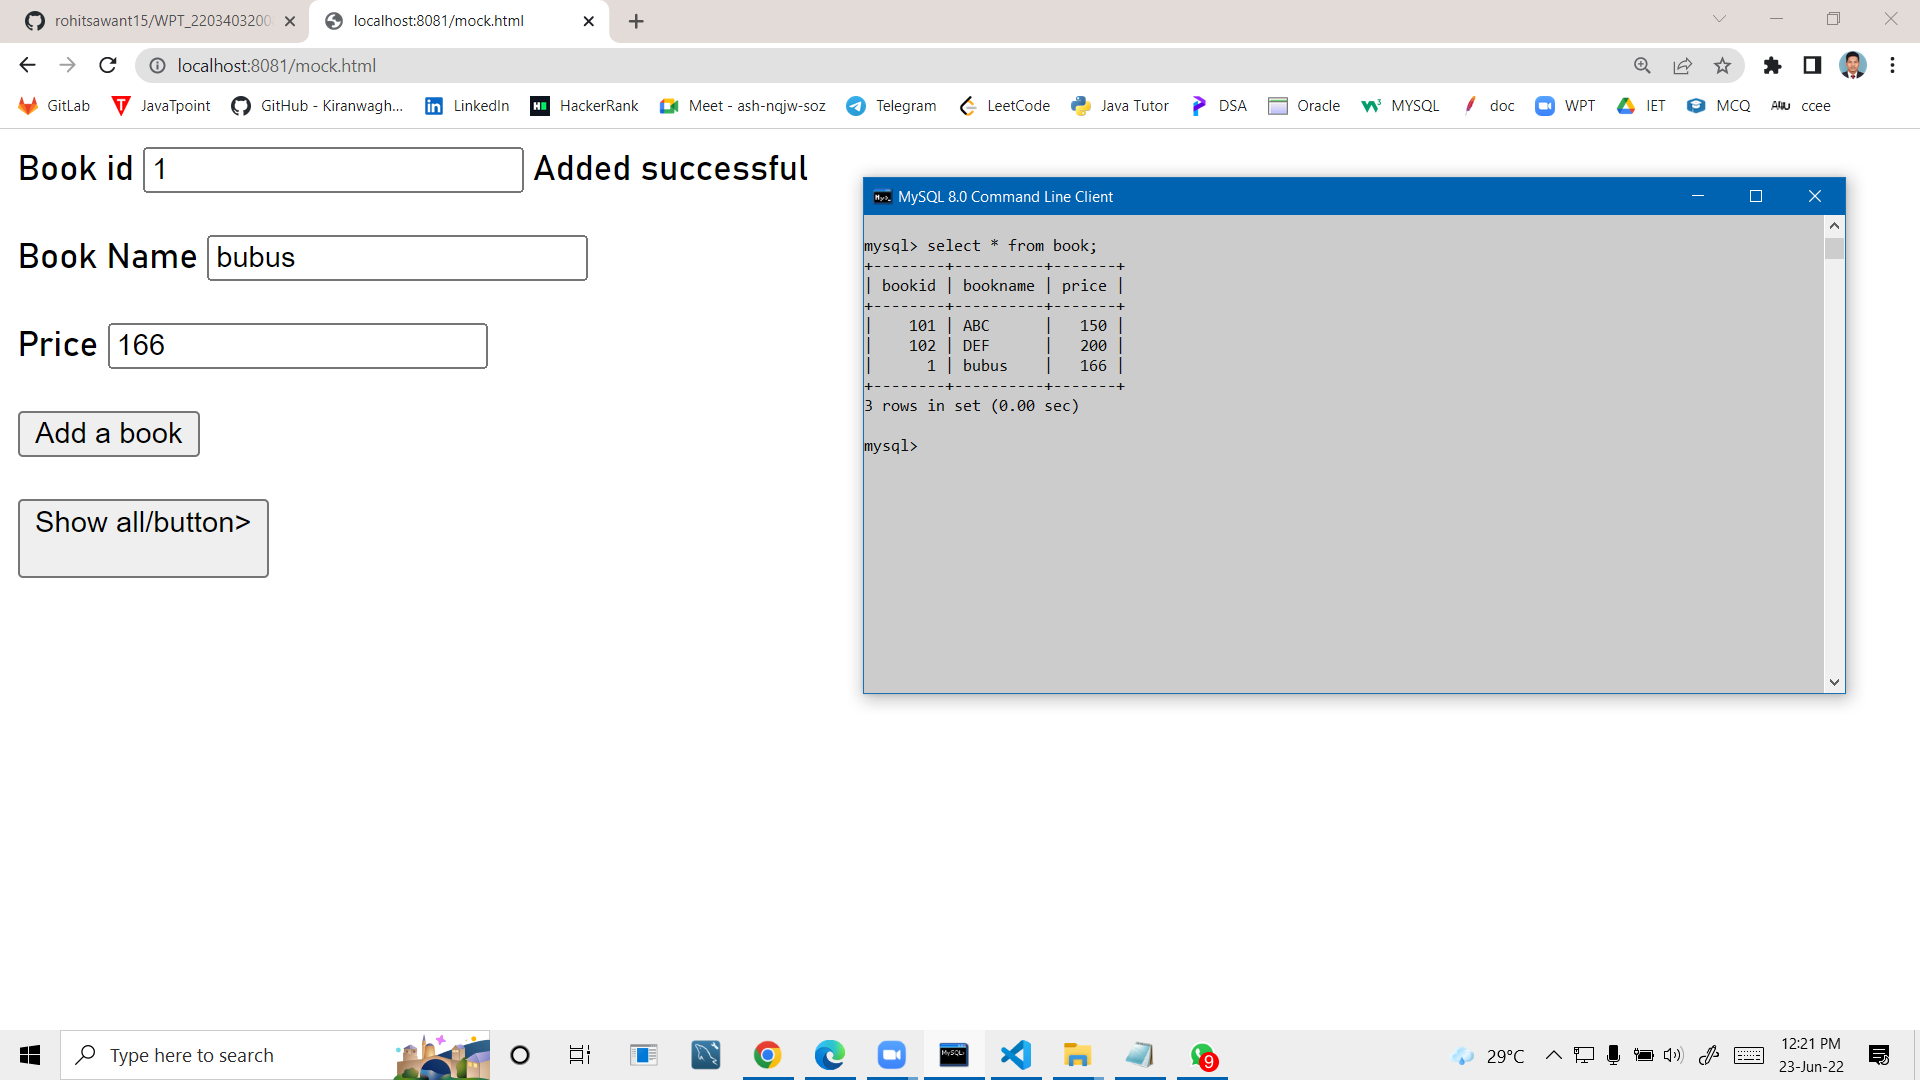 rohitsawant15/WPT_2203403200
localhost:8081/mock.html
localhost:8081/mock.html
GitLab JavaTpoint GitHub - Kiranwagh... LinkedIn HackerRank Meet - ash-nqjw-soz Telegram LeetCode Java Tutor DSA Oracle MYSQL doc WPT IET MCQ ccee
Book id 1 Added successful
Book Name bubus
Price 166
Add a book
Show all/button>
MySQL 8.0 Command Line Client
mysql> select * from book;
+--------+----------+-------+
| bookid | bookname | price |
+--------+----------+-------+
|    101 | ABC      |   150 |
|    102 | DEF      |   200 |
|      1 | bubus    |   166 |
+--------+----------+-------+
3 rows in set (0.00 sec)
mysql>
Type here to search
9
29°C
12:21 PM
23-Jun-22